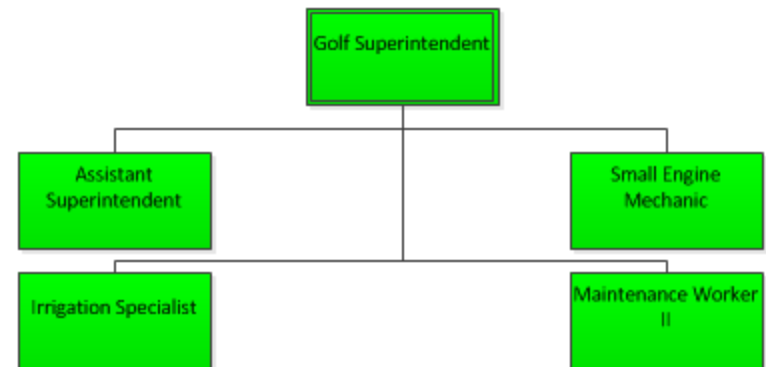 Golf Superintendent
Assistant
Superintendent
Small Engine
Mechanic
Irrigation Specialist
Maintenance Worker
II